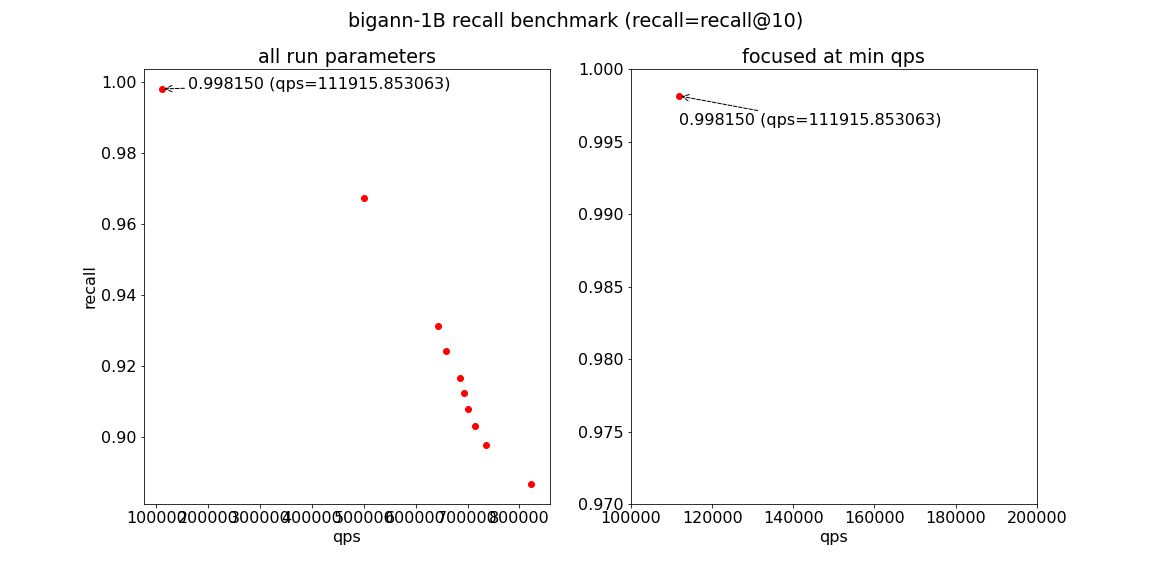 bigann-1B recall benchmark (recall=recall@10)
all run parameters
1.00
0.98
0.96
0.94
0.92
0.90
recall
0.998150 (qps=111915.853063)
100000 200000 300000 400000 500000 600000 700000 800000
qps
focused at min qps
1.000
0.995
0.990
0.985
0.980
0.975
0.970
0.998150 (qps=111915.853063)
100000 120000 140000 160000 180000 200000
qps